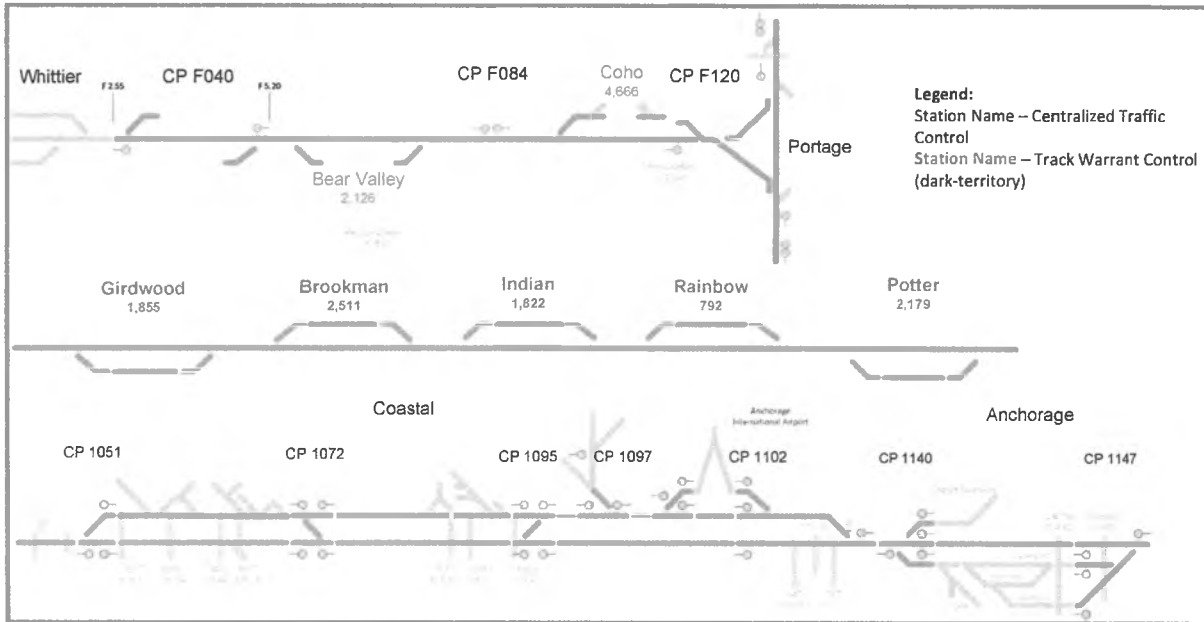 Whittier
CP F040
CP F084
Coho
4,666
CP F120
F 2.55
F 5.20
Bear Valley
2,126
Portage
Legend:
Station Name – Centralized Traffic
Control
Station Name – Track Warrant Control
(dark-territory)
Girdwood
1,855
Brookman
2,511
Indian
1,822
Rainbow
792
Potter
2,179
Coastal
Anchorage
International Airport
Anchorage
CP 1051
CP 1072
CP 1095
CP 1097
CP 1102
CP 1140
CP 1147